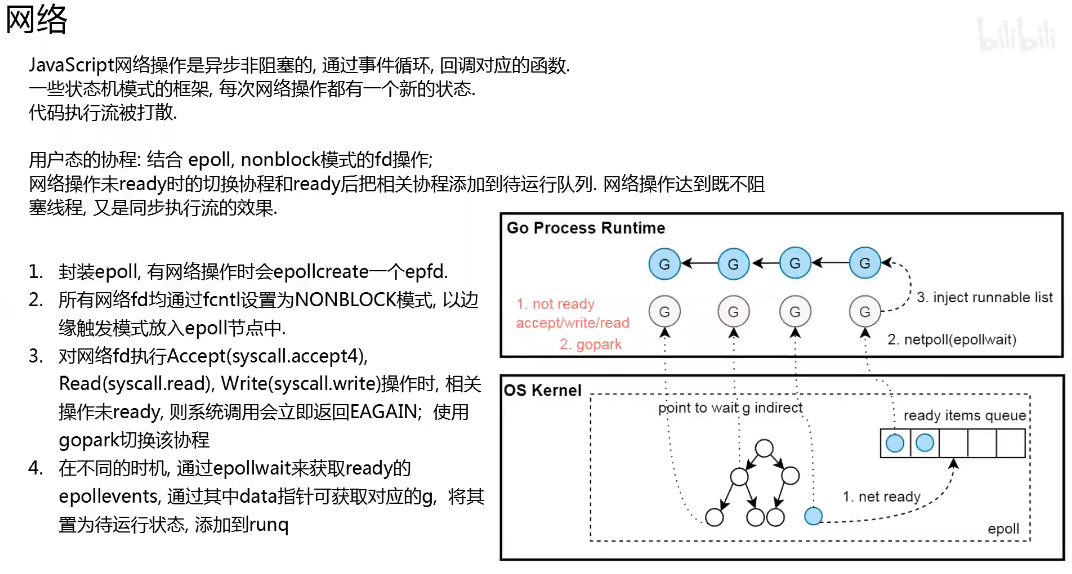 网络
bilibili
JavaScript网络操作是异步非阻塞的, 通过事件循环, 回调对应的函数.
一些状态机模式的框架, 每次网络操作都有一个新的状态.
代码执行流被打散.
用户态的协程: 结合 epoll, nonblock模式的fd操作;
网络操作未ready时的切换协程和ready后把相关协程添加到待运行队列. 网络操作达到既不阻
塞线程, 又是同步执行流的效果.
1. 封装epoll, 有网络操作时会epollcreate一个epfd.
2. 所有网络fd均通过fcntl设置为NONBLOCK模式, 以边
缘触发模式放入epoll节点中.
3. 对网络fd执行Accept(syscall.accept4),
Read(syscall.read), Write(syscall.write)操作时, 相关
操作未ready, 则系统调用会立即返回EAGAIN; 使用
gopark切换该协程
4. 在不同的时机, 通过epollwait来获取ready的
epollevents, 通过其中data指针可获取对应的g, 将其
置为待运行状态, 添加到runq
Go Process Runtime
G G G G
1. not ready
accept/write/read
2. gopark
G G G G
3. inject runnable list
2. netpoll(epollwait)
OS Kernel
point to wait g indirect
ready items queue
1. net ready
epoll